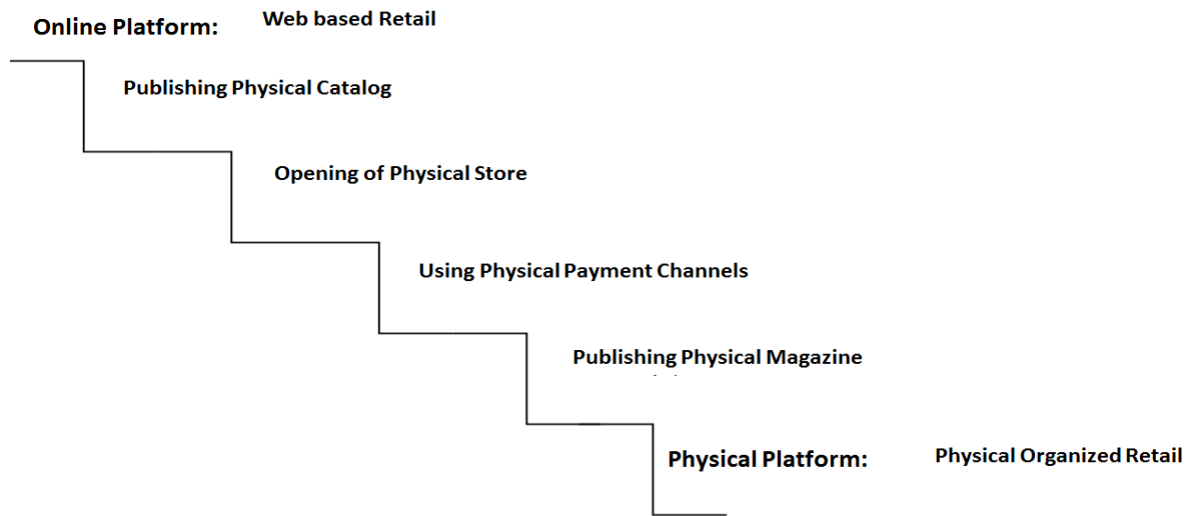 Online Platform: Web based Retail
Publishing Physical Catalog
Opening of Physical Store
Using Physical Payment Channels
Publishing Physical Magazine
Physical Platform: Physical Organized Retail